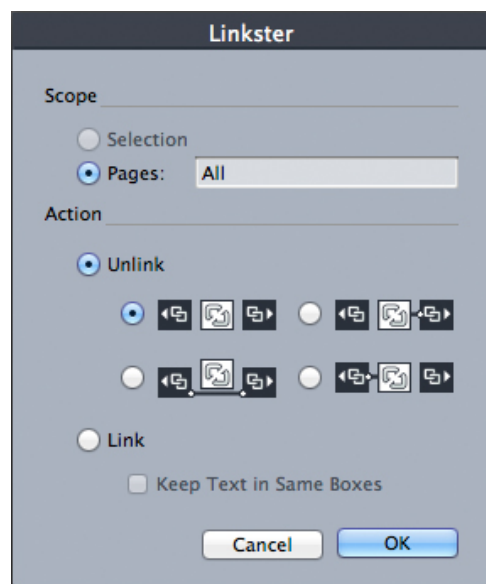 Linkster
Scope
Selection
Pages: All
Action
Unlink
Link
Keep Text in Same Boxes
Cancel OK